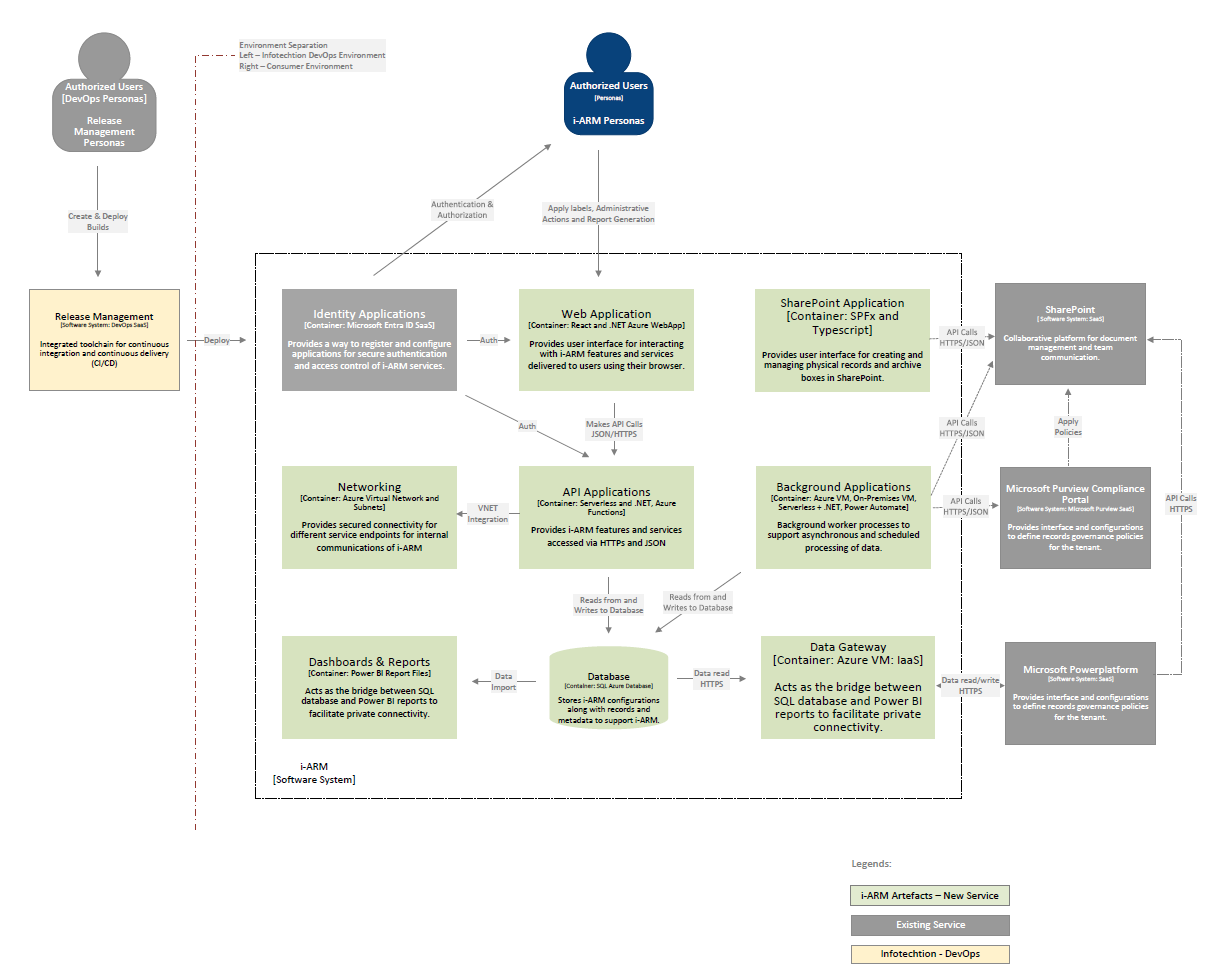 Environment Separation
Left – Infotechtion DevOps Environment
Right – Consumer Environment
Authorized Users
[DevOps Personas]
Release
Management
Personas
Authorized Users
[Personas]
i-ARM Personas
Create & Deploy
Builds
Authentication &
Authorization
Apply labels, Administrative
Actions and Report Generation
Release Management
[Software System: DevOps SaaS]
Integrated toolchain for continuous
integration and continuous delivery
(CI/CD)
Deploy
Identity Applications
[Container: Microsoft Entra ID SaaS]
Provides a way to register and configure
applications for secure authentication
and access control of i-ARM services.
Auth
Web Application
[Container: React and .NET Azure WebApp]
Provides user interface for interacting
with i-ARM features and services
delivered to users using their browser.
SharePoint Application
[Container: SPFx and
Typescript]
Provides user interface for creating and
managing physical records and archive
boxes in SharePoint.
API Calls
HTTPS/JSON
SharePoint
[ Software System: SaaS]
Collaborative platform for document
management and team
communication.
Auth
Makes API Calls
JSON/HTTPS
API Calls
HTTPS/JSON
Apply
Policies
Networking
[Container: Azure Virtual Network and
Subnets]
Provides secured connectivity for
different service endpoints for internal
communications of i-ARM
VNET
Integration
API Applications
[Container: Serverless and .NET, Azure
Functions]
Provides i-ARM features and services
accessed via HTTPs and JSON
Background Applications
[Container: Azure VM, On-Premises VM,
Serverless + .NET, Power Automate]
Background worker processes to
support asynchronous and scheduled
processing of data.
API Calls
HTTPS/JSON
Microsoft Purview Compliance
Portal
[Software System: Microsoft Purview SaaS]
Provides interface and configurations
to define records governance policies
for the tenant.
API Calls
HTTPS
Reads from and
Writes to Database
Reads from and
Writes to Database
Dashboards & Reports
[Container: Power BI Report Files]
Acts as the bridge between SQL
database and Power BI reports to
facilitate private connectivity.
Data
Import
Database
[Container: SQL Azure Database]
Stores i-ARM configurations
along with records and
metadata to support i-ARM.
Data read
HTTPS
Data Gateway
[Container: Azure VM: IaaS]
Acts as the bridge between
SQL database and Power BI
reports to facilitate private
connectivity.
Data read/write
HTTPS
Microsoft Powerplatform
[Software System: SaaS]
Provides interface and configurations
to define records governance policies
for the tenant.
i-ARM
[Software System]
Legends:
i-ARM Artefacts – New Service
Existing Service
Infotechtion - DevOps